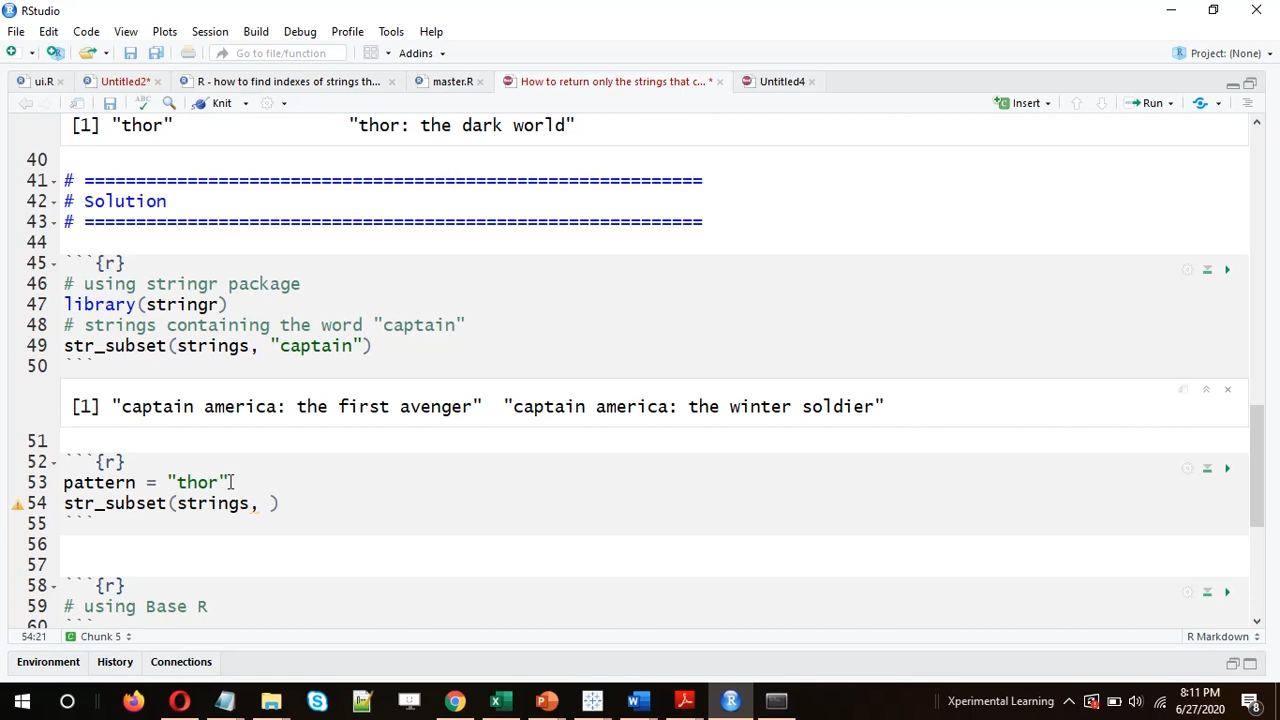 RStudio
File Edit Code View Plots Session Build Debug Profile Tools Help
Go to file/function Addins Project: (None)
ui.R Untitled2* R - how to find indexes of strings th... master.R How to return only the strings that c... * Untitled4
ABC Knit Insert Run
[1] "thor" "thor: the dark world"
40
41 # ============================================================
42 # Solution
43 # ============================================================
44
45 ```{r}
46 # using stringr package
47 library(stringr)
48 # strings containing the word "captain"
49 str_subset(strings, "captain")
50 ```
[1] "captain america: the first avenger" "captain america: the winter soldier"
51
52 ```{r}
53 pattern = "thor"
54 str_subset(strings, )
55 ```
56
57
58 ```{r}
59 # using Base R
60 ```
54:21 Chunk 5 R Markdown
Environment History Connections
Xperimental Learning 8:11 PM
6/27/2020 8